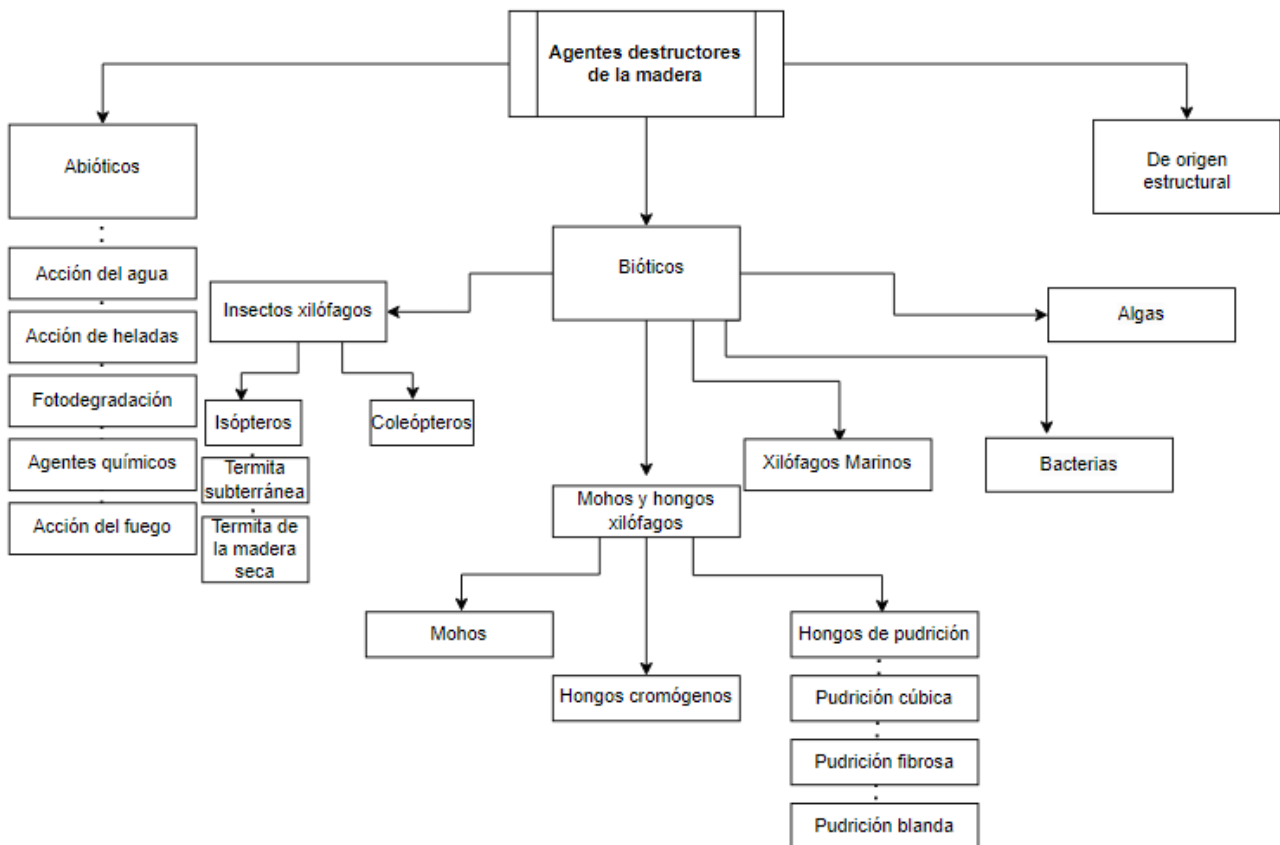 Agentes destructores
de la madera
Abióticos
De origen
estructural
Acción del agua
Acción de heladas
Fotodegradación
Agentes químicos
Acción del fuego
Bióticos
Insectos xilófagos
Isópteros
Coleópteros
Termita
subterránea
Termita de
la madera
seca
Mohos y hongos
xilófagos
Xilófagos Marinos
Bacterias
Algas
Mohos
Hongos cromógenos
Hongos de pudrición
Pudrición cúbica
Pudrición fibrosa
Pudrición blanda